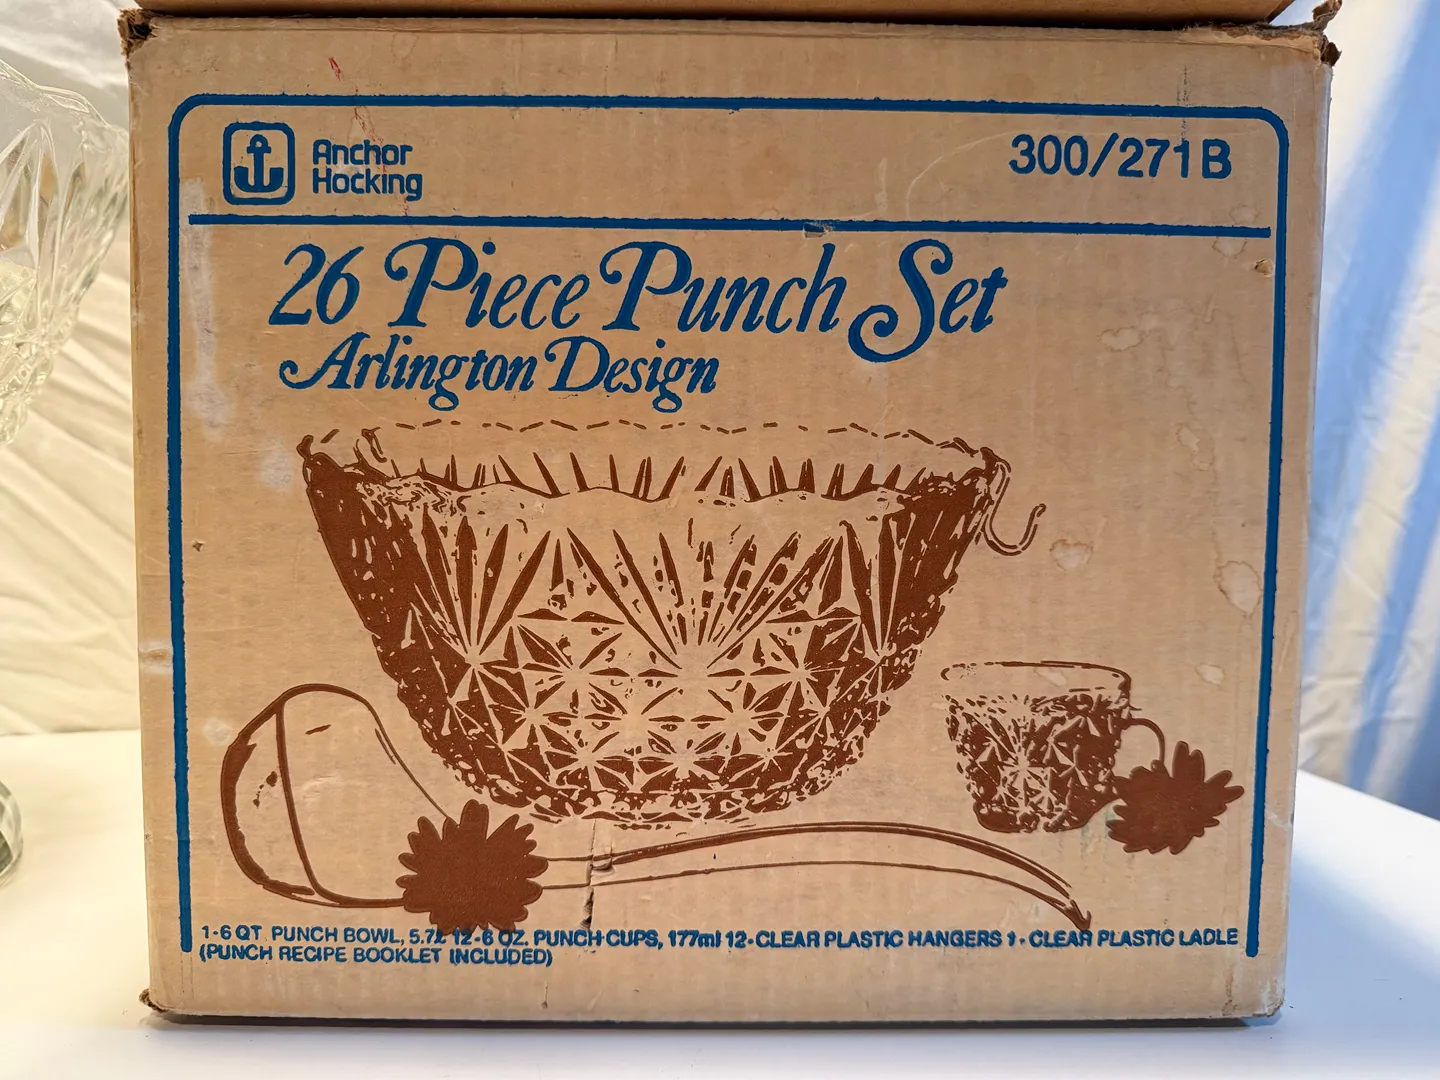 Anchor
Hocking
300/271B
26 Piece Punch Set
Arlington Design
1-6 QT. PUNCH BOWL, 5.7L 12-6 OZ. PUNCH CUPS, 177ml 12-CLEAR PLASTIC HANGERS 1-CLEAR PLASTIC LADLE
(PUNCH RECIPE BOOKLET INCLUDED)